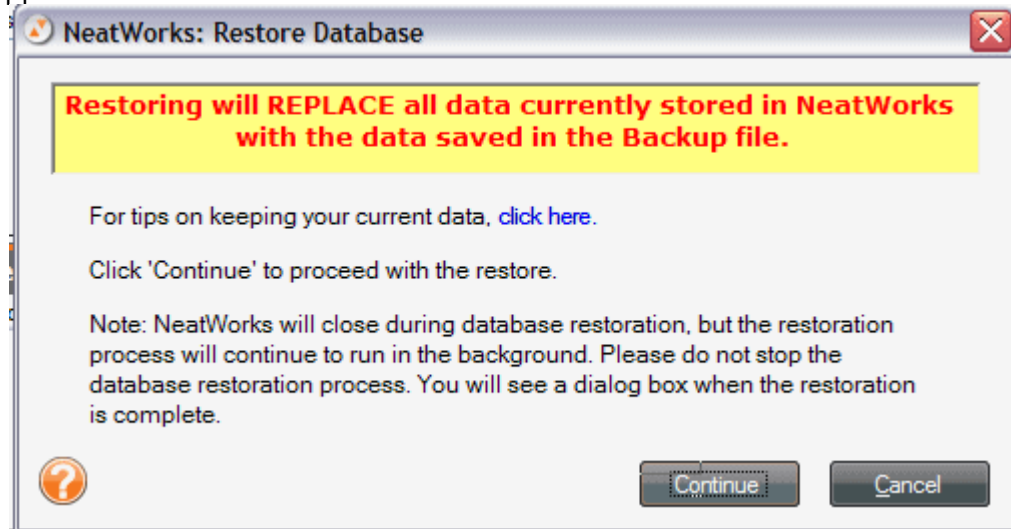 NeatWorks: Restore Database
Restoring will REPLACE all data currently stored in NeatWorks
with the data saved in the Backup file.
For tips on keeping your current data, click here.
Click 'Continue' to proceed with the restore.
Note: NeatWorks will close during database restoration, but the restoration
process will continue to run in the background. Please do not stop the
database restoration process. You will see a dialog box when the restoration
is complete.
?
Continue
Cancel